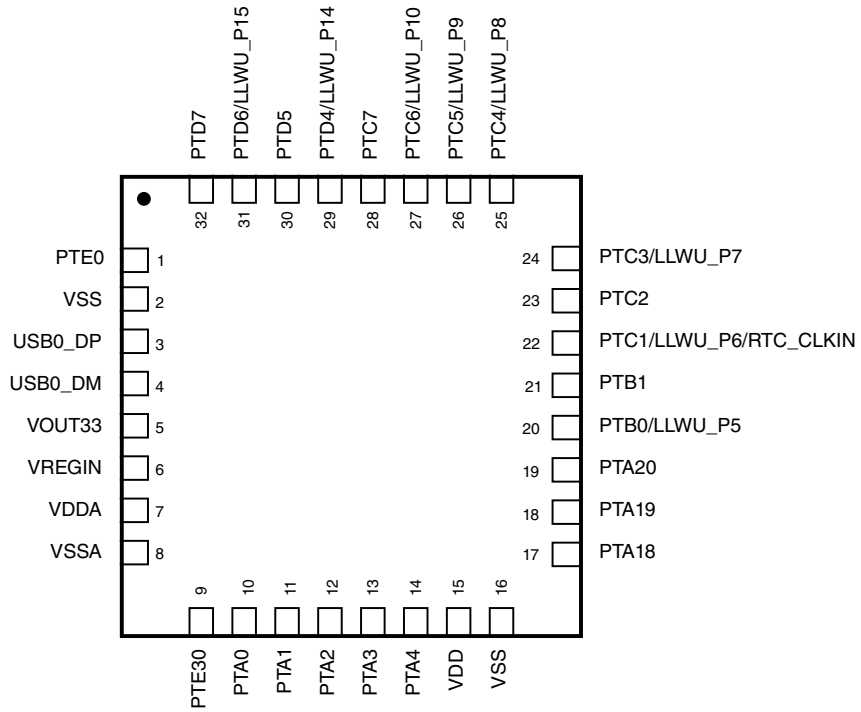 PTD7
PTD6/LLWU_P15
PTD5
PTD4/LLWU_P14
PTC7
PTC6/LLWU_P10
PTC5/LLWU_P9
PTC4/LLWU_P8
32
31
30
29
28
27
26
25
PTE0 1
VSS 2
USB0_DP 3
USB0_DM 4
VOUT33 5
VREGIN 6
VDDA 7
VSSA 8
24 PTC3/LLWU_P7
23 PTC2
22 PTC1/LLWU_P6/RTC_CLKIN
21 PTB1
20 PTB0/LLWU_P5
19 PTA20
18 PTA19
17 PTA18
9
10
11
12
13
14
15
16
PTE30
PTA0
PTA1
PTA2
PTA3
PTA4
VDD
VSS